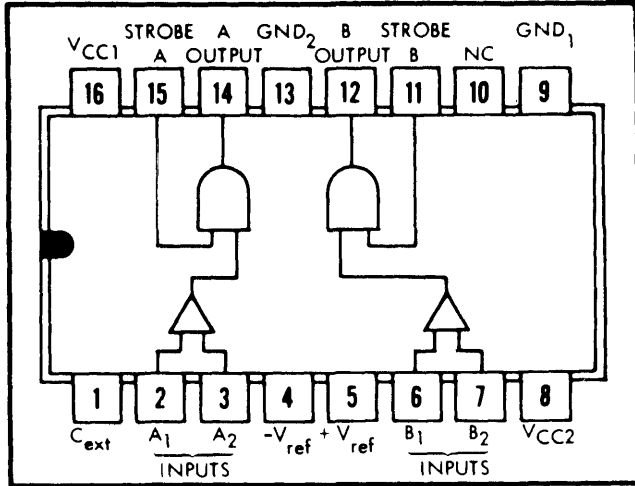 STROBE A B STROBE GND1
VCC1 A OUTPUT GND2 OUTPUT B NC
16 15 14 13 12 11 10 9
1 2 3 4 5 6 7 8
Cext A1 A2 -Vref + Vref B1 B2 VCC2
INPUTS INPUTS